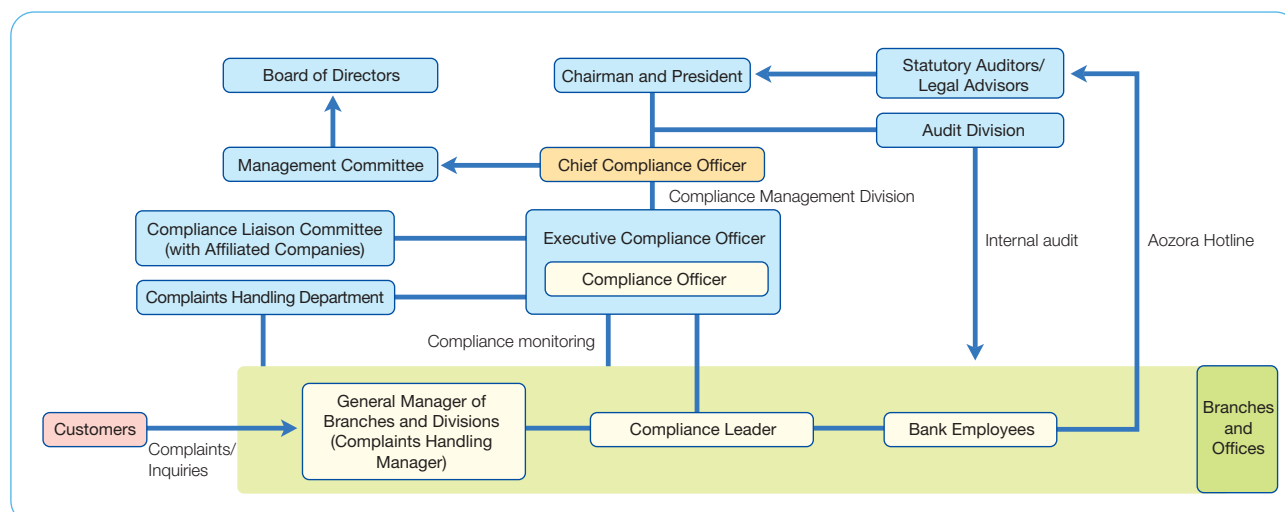 Board of Directors
Chairman and President
Statutory Auditors/
Legal Advisors
Audit Division
Management Committee
Chief Compliance Officer
Compliance Management Division
Compliance Liaison Committee
(with Affiliated Companies)
Executive Compliance Officer
Compliance Officer
Internal audit
Aozora Hotline
Complaints Handling Department
Compliance monitoring
Customers
Complaints/
Inquiries
General Manager of
Branches and Divisions
(Complaints Handling
Manager)
Compliance Leader
Bank Employees
Branches
and
Offices